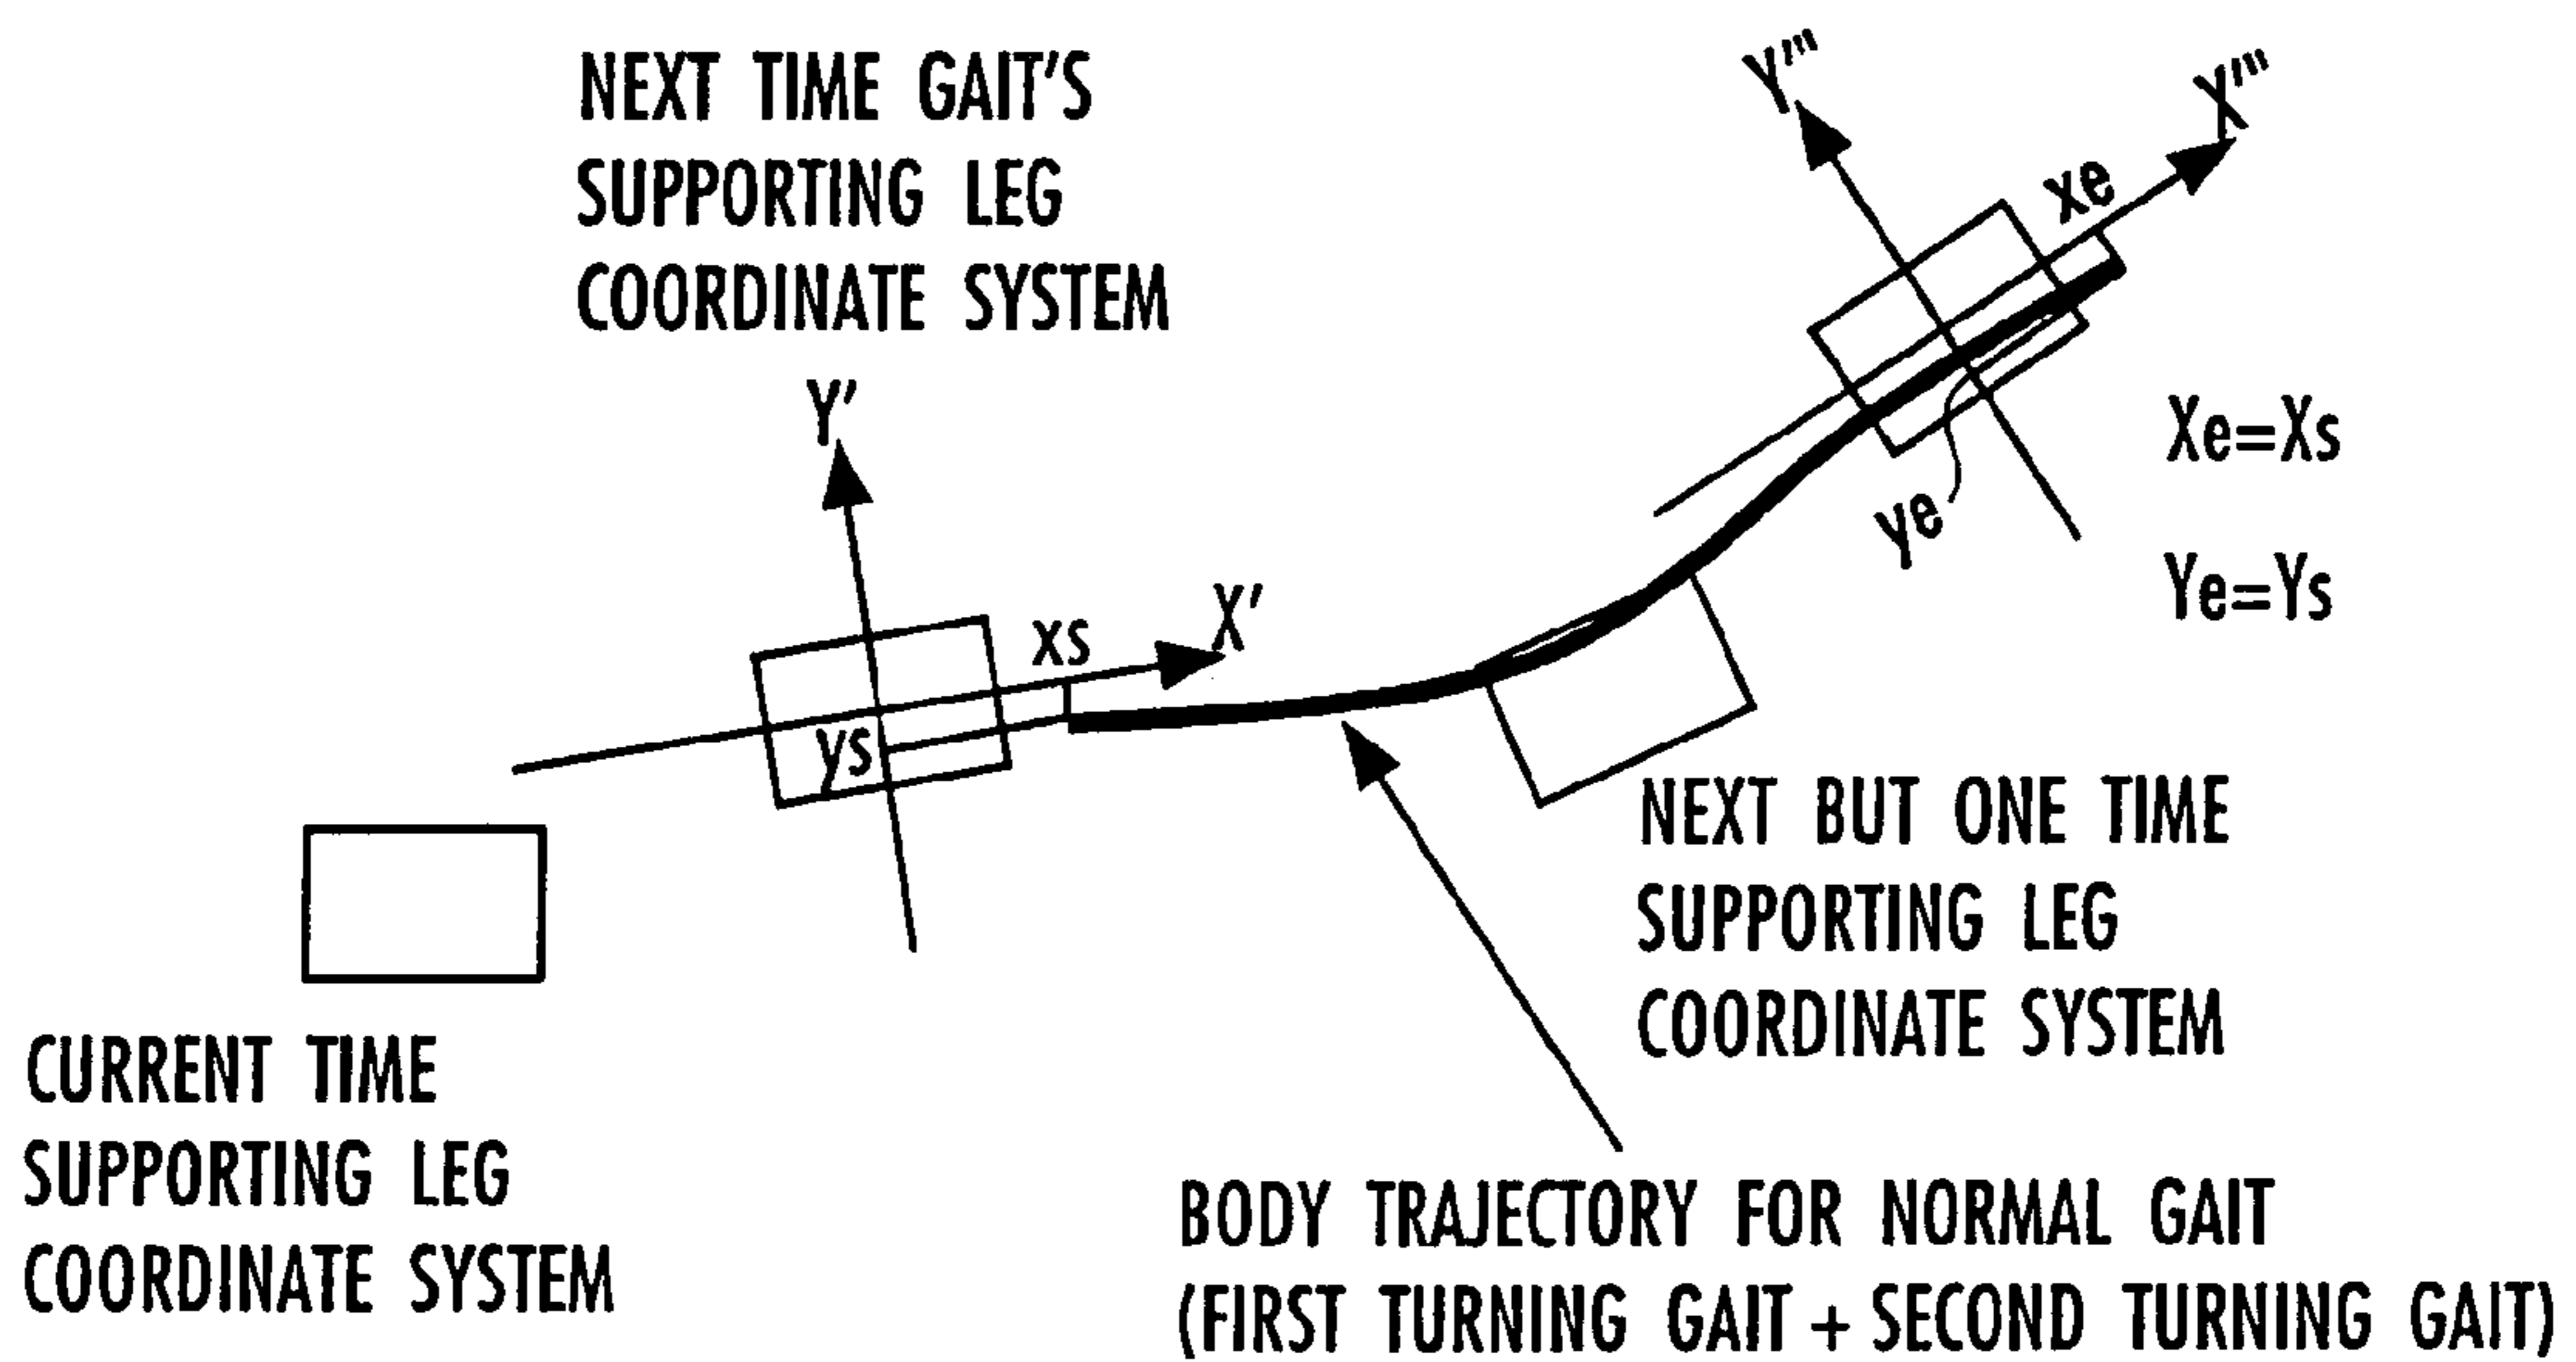 NEXT TIME GAIT'S
SUPPORTING LEG
COORDINATE SYSTEM
Y'
X'
xs
ys
Y'''
X'''
xe
ye
Xe=Xs
Ye=Ys
CURRENT TIME
SUPPORTING LEG
COORDINATE SYSTEM
NEXT BUT ONE TIME
SUPPORTING LEG
COORDINATE SYSTEM
BODY TRAJECTORY FOR NORMAL GAIT
(FIRST TURNING GAIT + SECOND TURNING GAIT)